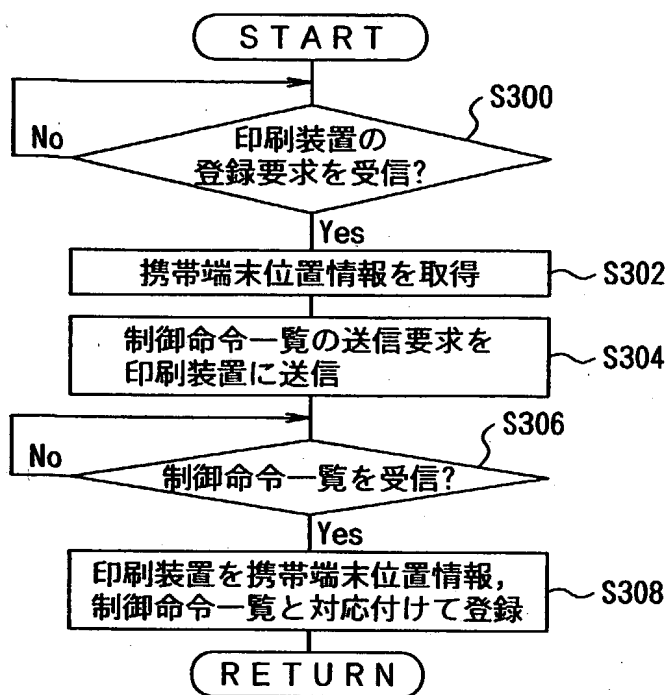 START
S300
No
印刷装置の
登録要求を受信?
Yes
携帯端末位置情報を取得
S302
制御命令一覧の送信要求を
印刷装置に送信
S304
S306
No
制御命令一覧を受信?
Yes
印刷装置を携帯端末位置情報,
制御命令一覧と対応付けて登録
S308
RETURN